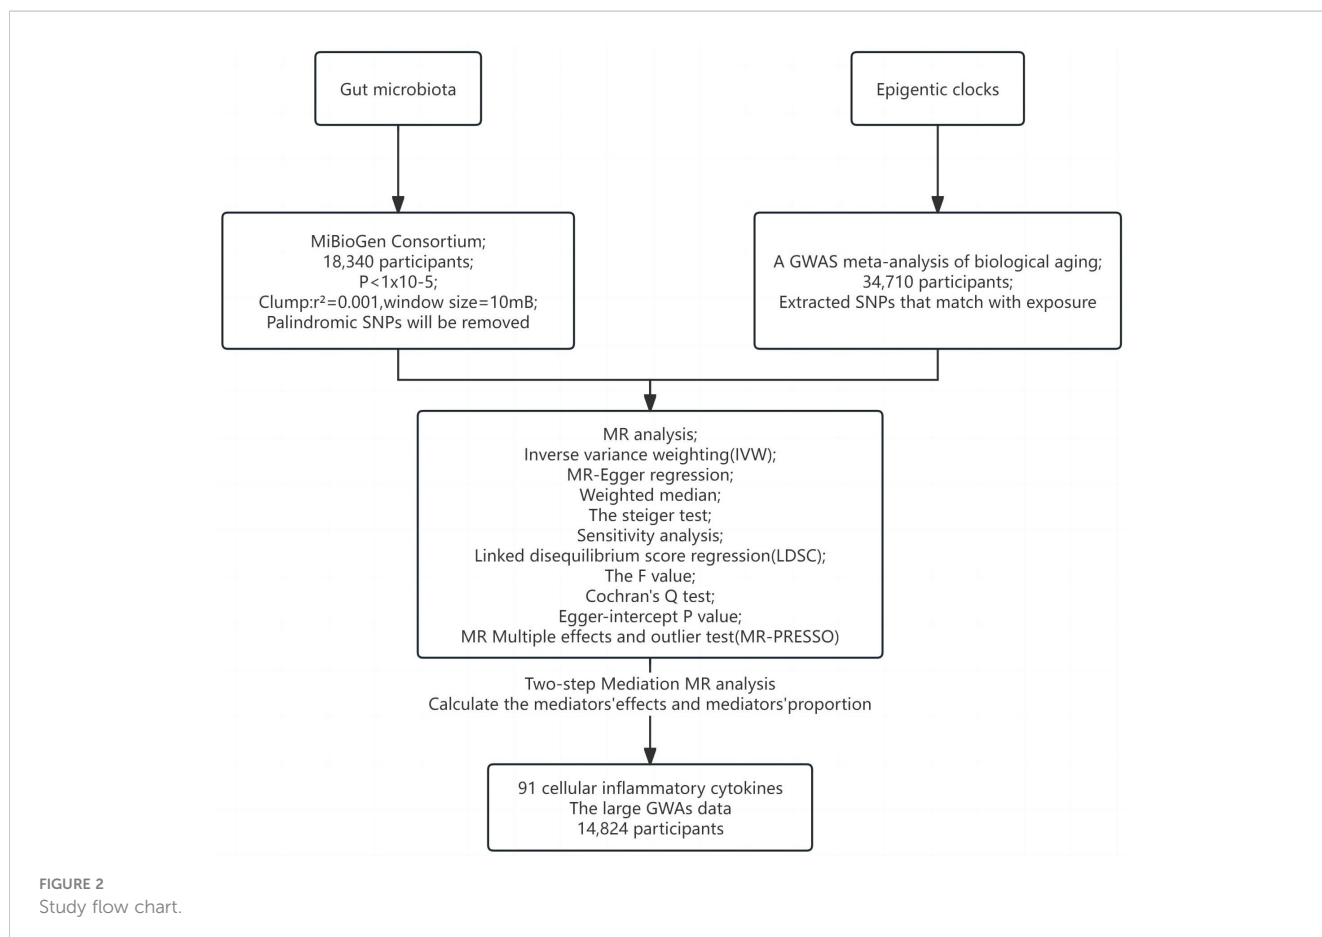 Gut microbiota
Epigentic clocks
MiBioGen Consortium;
18,340 participants;
P<1x10-5;
Clump:r²=0.001,window size=10mB;
Palindromic SNPs will be removed
A GWAS meta-analysis of biological aging;
34,710 participants;
Extracted SNPs that match with exposure
MR analysis;
Inverse variance weighting(IVW);
MR-Egger regression;
Weighted median;
The steiger test;
Sensitivity analysis;
Linked disequilibrium score regression(LDSC);
The F value;
Cochran's Q test;
Egger-intercept P value;
MR Multiple effects and outlier test(MR-PRESSO)
Two-step Mediation MR analysis
Calculate the mediators'effects and mediators'proportion
91 cellular inflammatory cytokines
The large GWAs data
14,824 participants
FIGURE 2
Study flow chart.